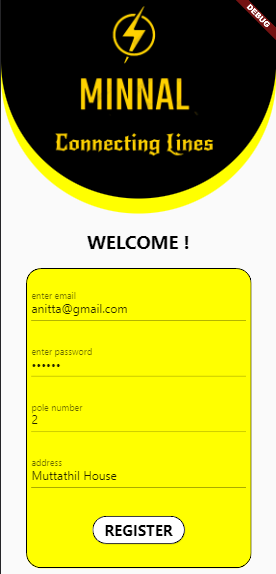 DEBUG
MINNAL
Connecting Lines
WELCOME !
enter email
anitta@gmail.com
enter password
••••••
pole number
2
address
Muttathil House
REGISTER